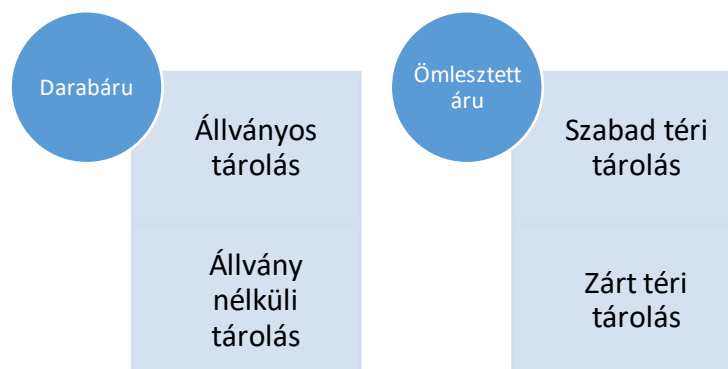 Darabáru
Állványos
tárolás
Állvány
nélküli
tárolás
Ömlesztett
áru
Szabad téri
tárolás
Zárt téri
tárolás